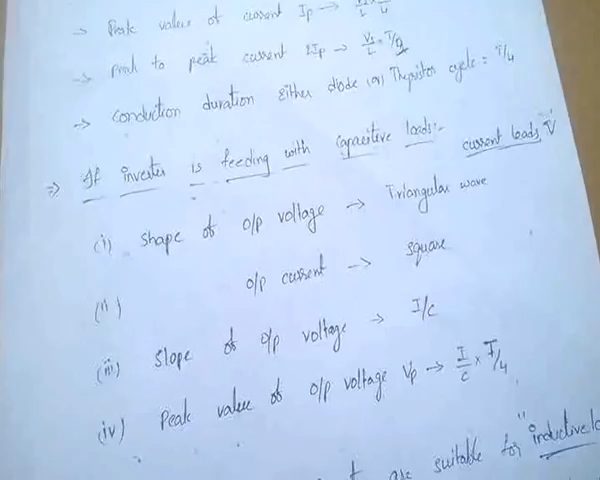 → Peak value of current Ip →
→ peak to peak current 2Ip → Vs/L × T/2
→ conduction duration either diode (or) Thyristor cycle = T/4
⇒ If inverter is feeding with capacitive loads:- current leads "V"
(i) shape of o/p voltage → Triangular wave
(ii) o/p current → square
(iii) slope of o/p voltage → I/c
(iv) Peak value of o/p voltage Vp → I/c × T/4
are suitable for "inductive